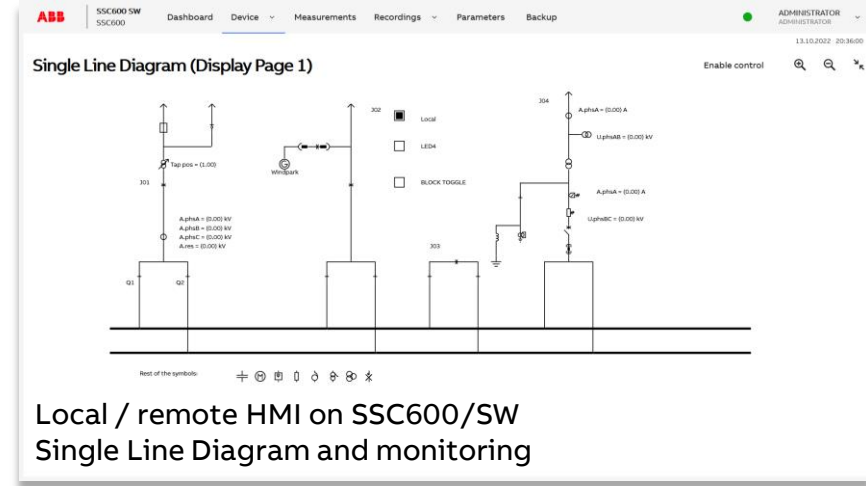 ABB
SSC600 SW
SSC600
Dashboard Device Measurements Recordings Parameters Backup
ADMINISTRATOR
ADMINISTRATOR
13.10.2022 20:36:00
Single Line Diagram (Display Page 1)
Enable control
J02
Local
LED4
BLOCK TOGGLE
J04
A.phsA = (0.00) A
U.phsAB = (0.00) kV
Tap pos = (1.00)
G
Windpark
J01
A.phsA = (0.00) A
A.phsA = (0.00) kV
A.phsB = (0.00) kV
A.phsC = (0.00) kV
A.res = (0.00) kV
U.phsBC = (0.00) kV
J03
Q1
Q2
Rest of the symbols:
M
Local / remote HMI on SSC600/SW
Single Line Diagram and monitoring